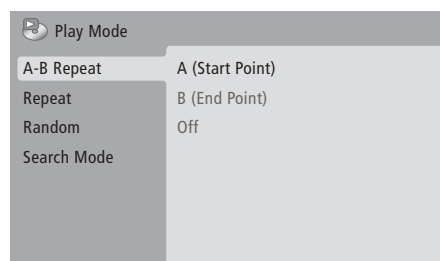 Play Mode
A-B Repeat
Repeat
Random
Search Mode
A (Start Point)
B (End Point)
Off